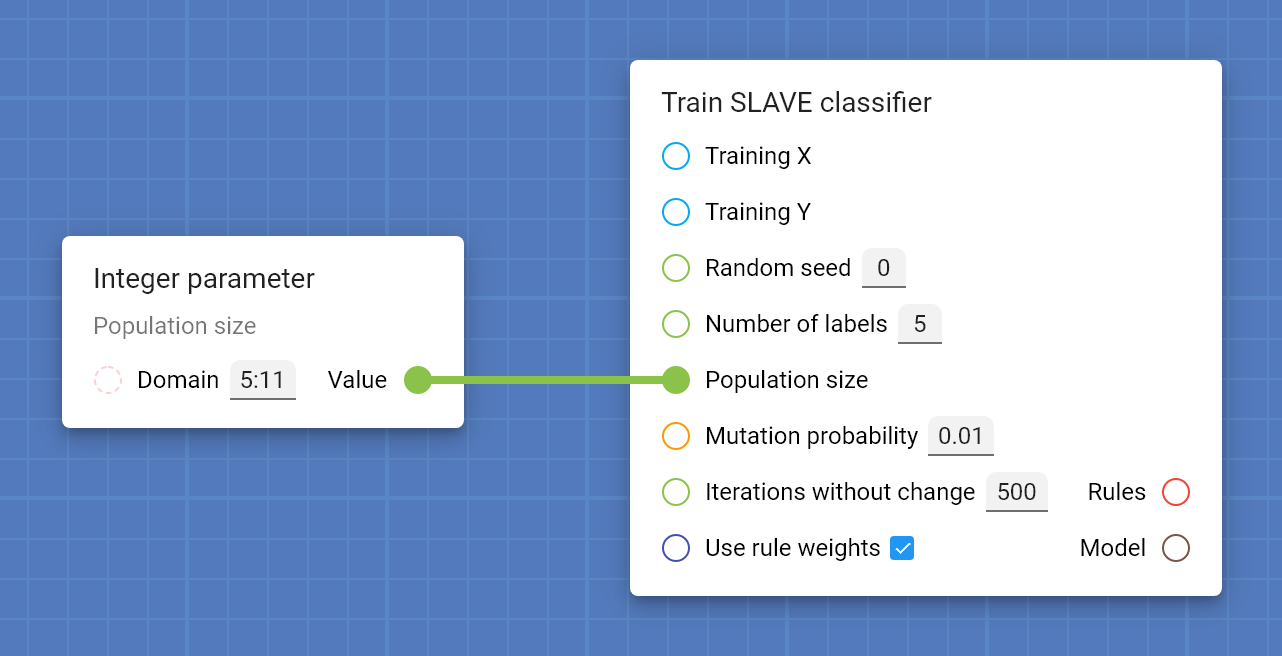 Integer parameter
Population size
Domain 5:11 Value
Train SLAVE classifier
Training X
Training Y
Random seed 0
Number of labels 5
Population size
Mutation probability 0.01
Iterations without change 500 Rules
Use rule weights Model